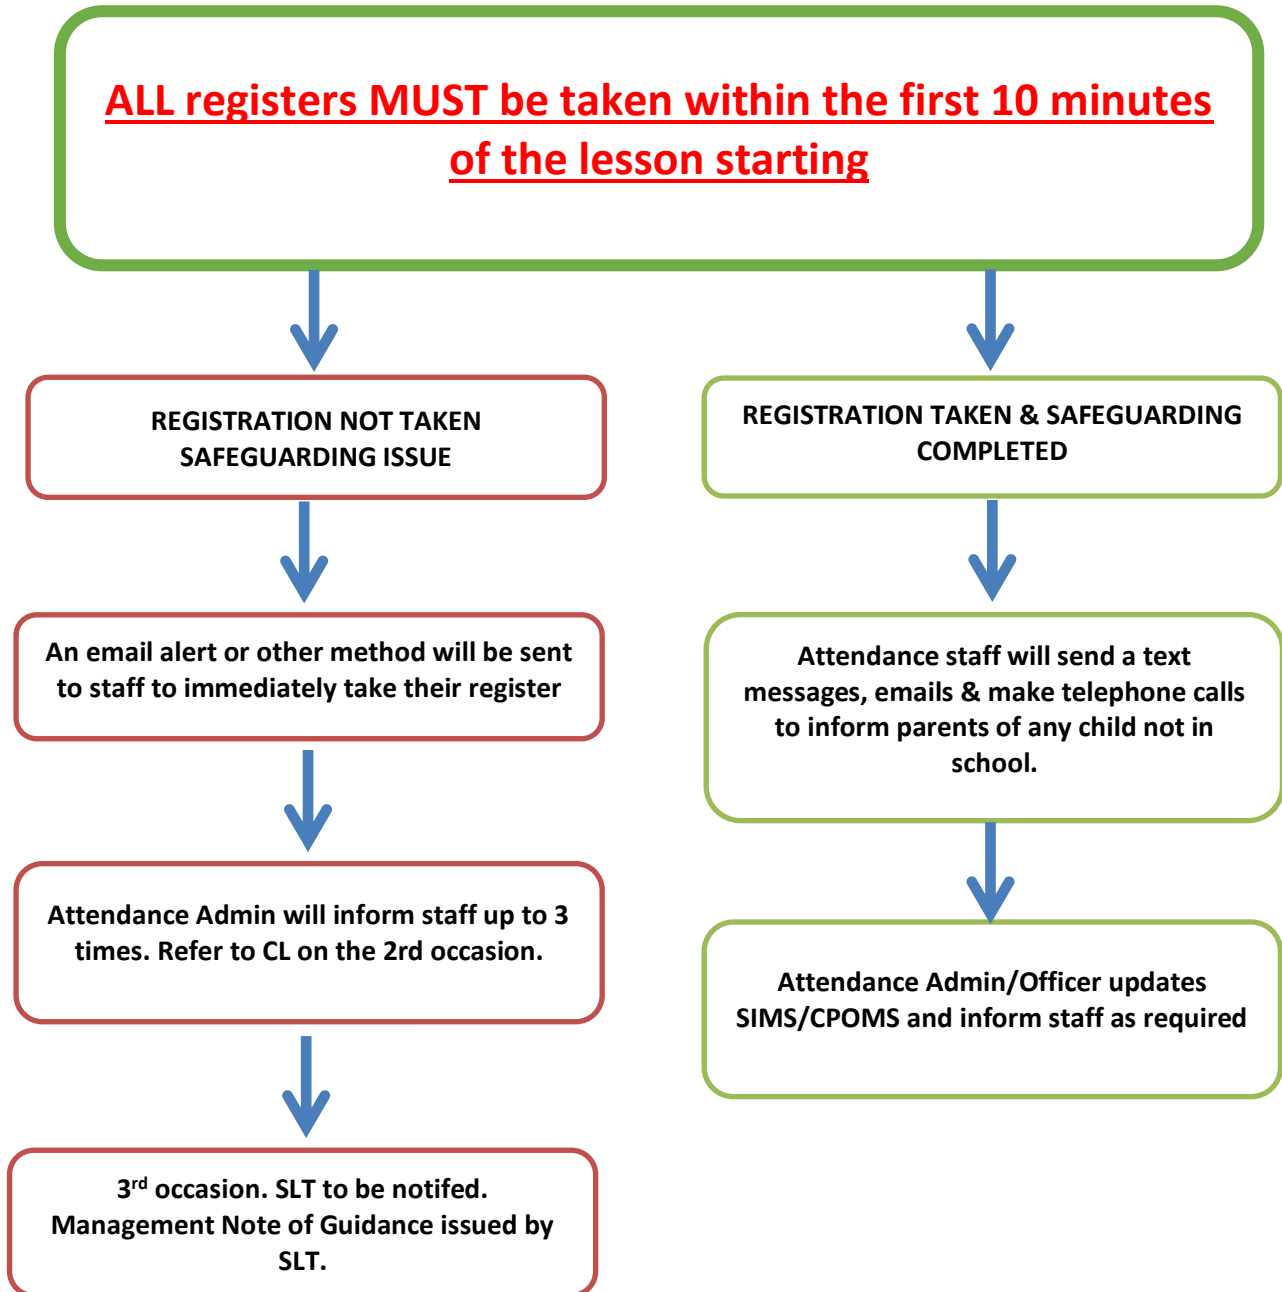 ALL registers MUST be taken within the first 10 minutes
of the lesson starting
REGISTRATION NOT TAKEN
SAFEGUARDING ISSUE
An email alert or other method will be sent
to staff to immediately take their register
Attendance Admin will inform staff up to 3
times. Refer to CL on the 2rd occasion.
3rd occasion. SLT to be notifed.
Management Note of Guidance issued by
SLT.
REGISTRATION TAKEN & SAFEGUARDING
COMPLETED
Attendance staff will send a text
messages, emails & make telephone calls
to inform parents of any child not in
school.
Attendance Admin/Officer updates
SIMS/CPOMS and inform staff as required